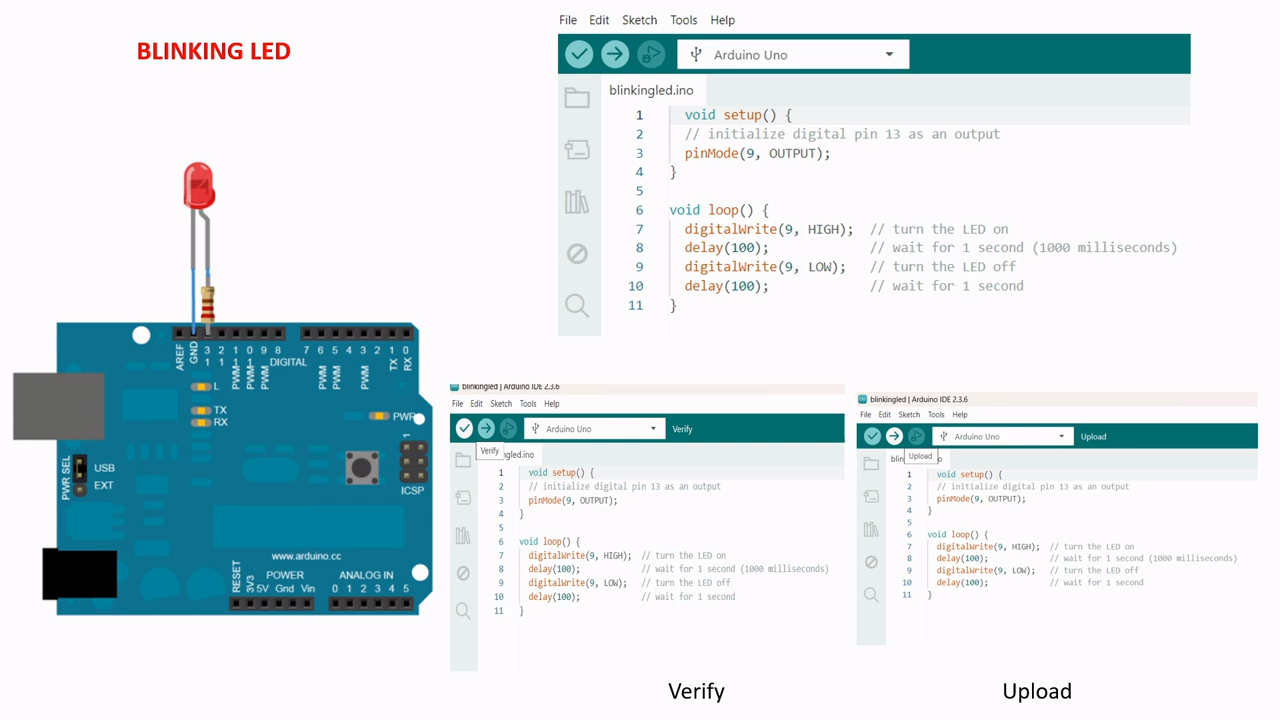 BLINKING LED
File Edit Sketch Tools Help
Arduino Uno
blinkingled.ino
1 void setup() {
2 // initialize digital pin 13 as an output
3 pinMode(9, OUTPUT);
4 }
5
6 void loop() {
7 digitalWrite(9, HIGH); // turn the LED on
8 delay(100); // wait for 1 second (1000 milliseconds)
9 digitalWrite(9, LOW); // turn the LED off
10 delay(100); // wait for 1 second
11 }
AREF GND 3 2 1 0 9 8 7 6 5 4 3 2 1 0
1 1 PWM 1 PWM 1 PWM DIGITAL PWM PWM PWM TX RX
L
TX
RX
PWR
1
PWR SEL
USB
EXT
ICSP
www.arduino.cc
POWER ANALOG IN
RESET 3V3 5V Gnd Vin 0 1 2 3 4 5
blinkingled | Arduino IDE 2.3.6
File Edit Sketch Tools Help
Arduino Uno Verify
Verify ngled.ino
1 void setup() {
2 // initialize digital pin 13 as an output
3 pinMode(9, OUTPUT);
4 }
5
6 void loop() {
7 digitalWrite(9, HIGH); // turn the LED on
8 delay(100); // wait for 1 second (1000 milliseconds)
9 digitalWrite(9, LOW); // turn the LED off
10 delay(100); // wait for 1 second
11 }
Verify
blinkingled | Arduino IDE 2.3.6
File Edit Sketch Tools Help
Arduino Uno Upload
blin Upload o
1 void setup() {
2 // initialize digital pin 13 as an output
3 pinMode(9, OUTPUT);
4 }
5
6 void loop() {
7 digitalWrite(9, HIGH); // turn the LED on
8 delay(100); // wait for 1 second (1000 milliseconds)
9 digitalWrite(9, LOW); // turn the LED off
10 delay(100); // wait for 1 second
11 }
Upload